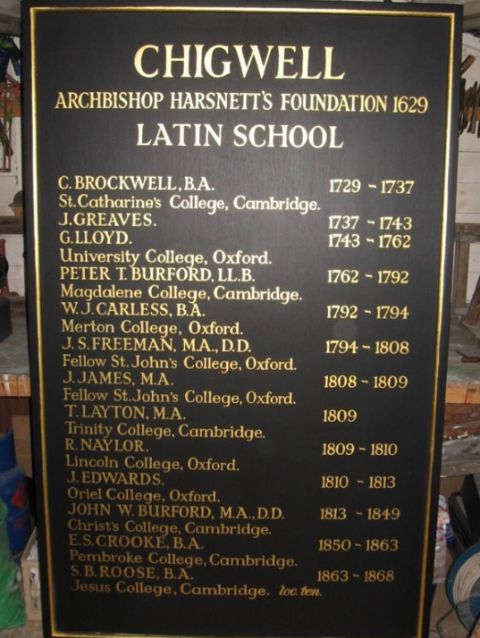 CHIGWELL
ARCHBISHOP HARSNETT'S FOUNDATION 1629
LATIN SCHOOL
C. BROCKWELL, B.A. 1729 - 1737
St. Catharine's College, Cambridge.
J. GREAVES. 1737 - 1743
G. LLOYD. 1743 - 1762
University College, Oxford.
PETER T. BURFORD, LL.B. 1762 - 1792
Magdalene College, Cambridge.
W. J. CARLESS, B.A. 1792 - 1794
Merton College, Oxford.
J. S. FREEMAN, M.A., D.D. 1794 - 1808
Fellow St. John's College, Oxford.
J. JAMES, M.A. 1808 - 1809
Fellow St. John's College, Oxford.
T. LAYTON, M.A. 1809
Trinity College, Cambridge.
R. NAYLOR. 1809 - 1810
Lincoln College, Oxford.
J. EDWARDS. 1810 - 1813
Oriel College, Oxford.
JOHN W. BURFORD, M.A., D.D. 1813 - 1849
Christ's College, Cambridge.
E. S. CROOKE, B.A. 1850 - 1863
Pembroke College, Cambridge.
S. B. ROOSE, B.A. 1863 - 1868
Jesus College, Cambridge. loc. ten.